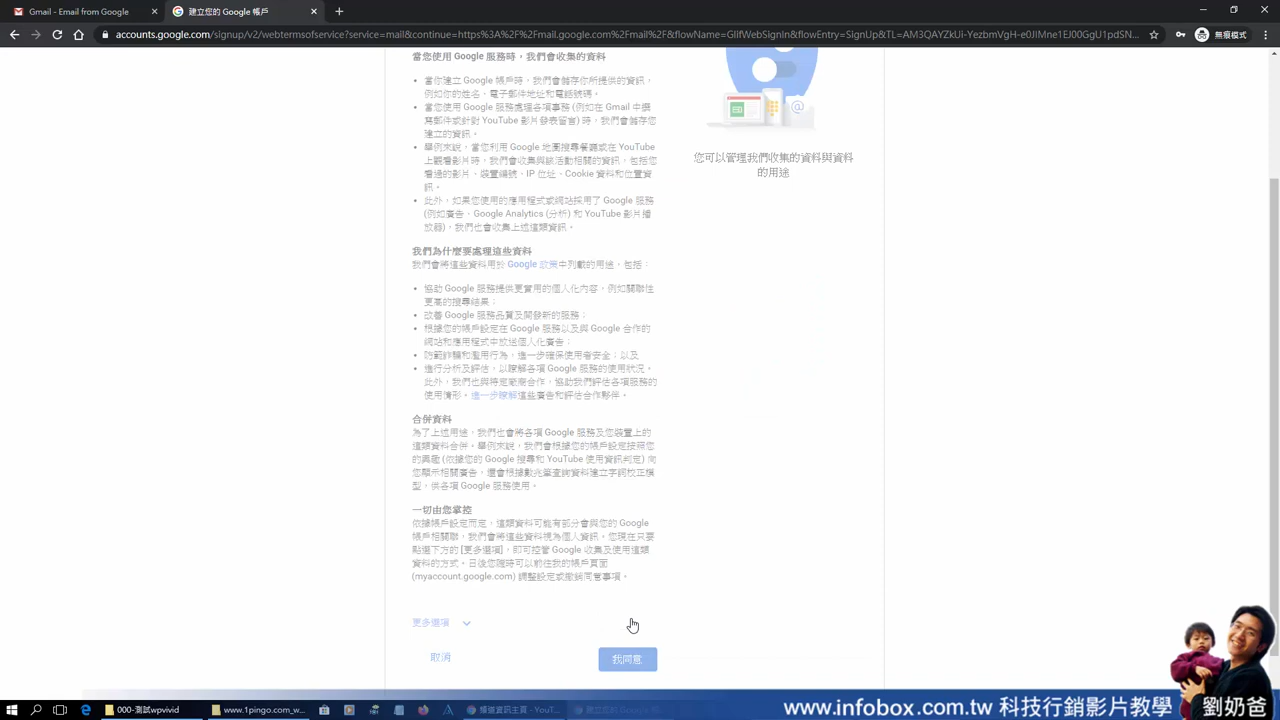 Gmail - Free from Google
建立您的 Google 帳戶
accounts.google.com/signup/v2/webtermsofservice?service=mail&continue=https%3A%2F%2Fmail.google.com%2Fmail%2F&flowName=GlifWebSignIn&flowEntry=SignUp&TL=AM3QAYZkUi-YezbmVgH-e0JIMne1EJ00GgU1pdNS...
無痕模式
當您使用 Google 服務時，我們會收集的資料
當你建立 Google 帳戶時，我們會儲存你所提供的資訊，
例如你的姓名、電子郵件地址和電話號碼。
當您使用 Google 服務處理各項事務 (例如在 Gmail 中撰
寫郵件或針對 YouTube 影片發表留言) 時，我們會儲存您
建立的資訊。
舉例來說，當您利用 Google 地圖搜尋餐廳或在 YouTube
上觀看影片時，我們會收集與該活動相關的資訊，包括您
看過的影片、裝置編號、IP 位址、Cookie 資料和位置資
訊。
此外，如果您使用的應用程式或網站採用了 Google 服務
(例如廣告、Google Analytics (分析) 和 YouTube 影片播
放器)，我們也會收集上述這類資訊。
您可以管理我們收集的資料與資料
的用途
我們為什麼要處理這些資料
我們會將這些資料用於 Google 政策中列載的用途，包括：
協助 Google 服務提供更實用的個人化內容，例如關聯性
更高的搜尋結果；
改善 Google 服務品質及開發新的服務；
根據您的帳戶設定在 Google 服務以及與 Google 合作的
網站和應用程式中放送個人化廣告；
防範詐騙和濫用行為，進一步確保使用者安全；以及
進行分析及評估，以瞭解各項 Google 服務的使用狀況。
此外，我們也與特定廠商合作，協助我們評估各項服務的
使用情形。進一步瞭解這些廣告和評估合作夥伴。
合併資料
為了上述用途，我們也會將各項 Google 服務及您裝置上的
這類資料合併。舉例來說，我們會根據您的帳戶設定按照您
的興趣 (依據您的 Google 搜尋和 YouTube 使用資訊判定) 向
您顯示相關廣告，還會根據數兆筆查詢資料建立字詞校正模
型，供各項 Google 服務使用。
一切由您掌控
依據帳戶設定而定，這類資料可能有部分會與您的 Google
帳戶相關聯，我們會將這些資料視為個人資訊。您現在只要
點選下方的 [更多選項]，即可控管 Google 收集及使用這類
資料的方式。日後您隨時可以前往我的帳戶頁面
(myaccount.google.com) 調整設定或撤銷同意事項。
更多選項
取消
我同意
000-測試wpvivid
www.1pingo.com_w...
頻道資訊主頁 - YouT...
建立您的 Google 帳...
www.infobox.com.tw 科技行銷影片教學
劉奶爸